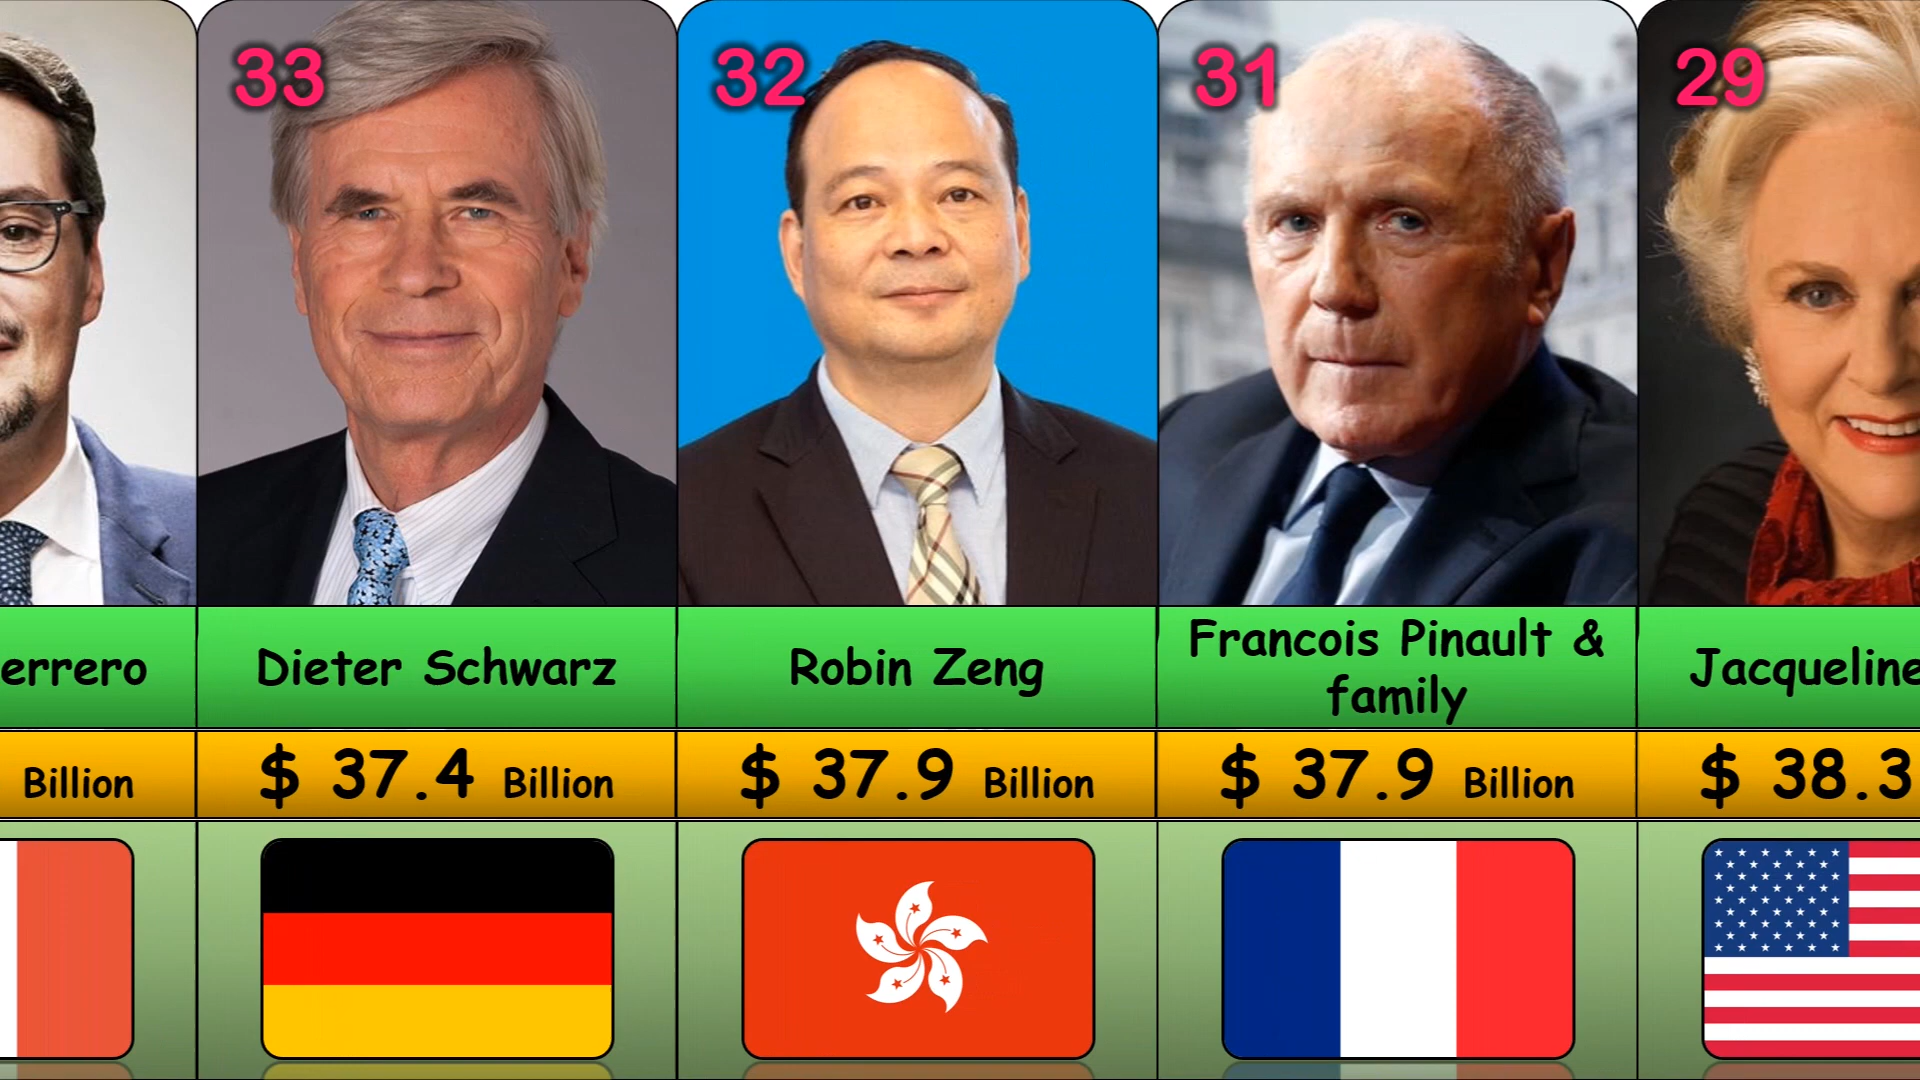 33
32
31
29
errero
Dieter Schwarz
Robin Zeng
Francois Pinault &
family
Jacqueline
Billion
$ 37.4 Billion
$ 37.9 Billion
$ 37.9 Billion
$ 38.3